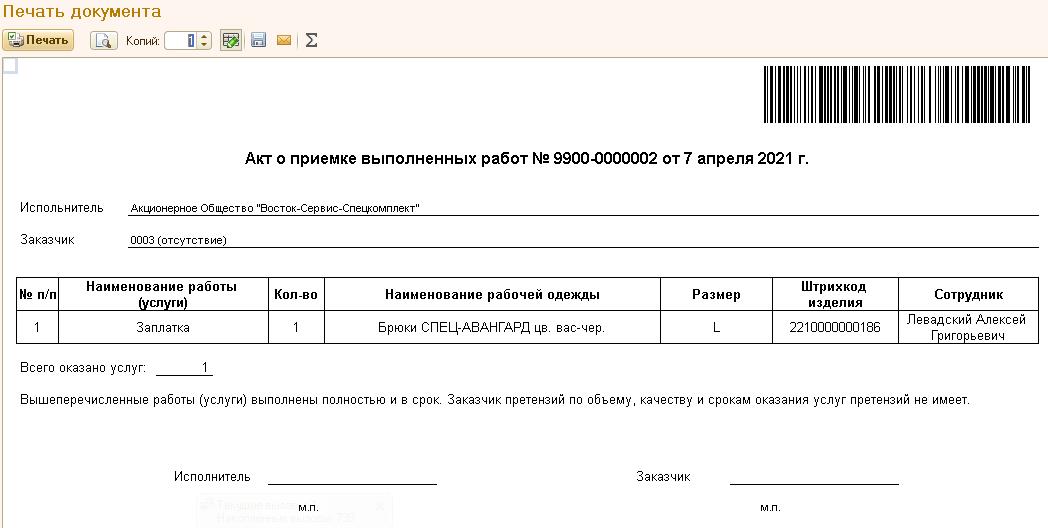 Печать документа
Печать Копий: 1 Σ
Акт о приемке выполненных работ № 9900-0000002 от 7 апреля 2021 г.
Испольнитель Акционерное Общество "Восток-Сервис-Спецкомплект"
Заказчик 0003 (отсутствие)
№ п/п Наименование работы (услуги) Кол-во Наименование рабочей одежды Размер Штрихкод изделия Сотрудник
1 Заплатка 1 Брюки СПЕЦ-АВАНГАРД цв. вас-чер. L 2210000000186 Левадский Алексей Григорьевич
Всего оказано услуг: 1
Вышеперечисленные работы (услуги) выполнены полностью и в срок. Заказчик претензий по объему, качеству и срокам оказания услуг претензий не имеет.
Исполнитель Заказчик
м.п. м.п.